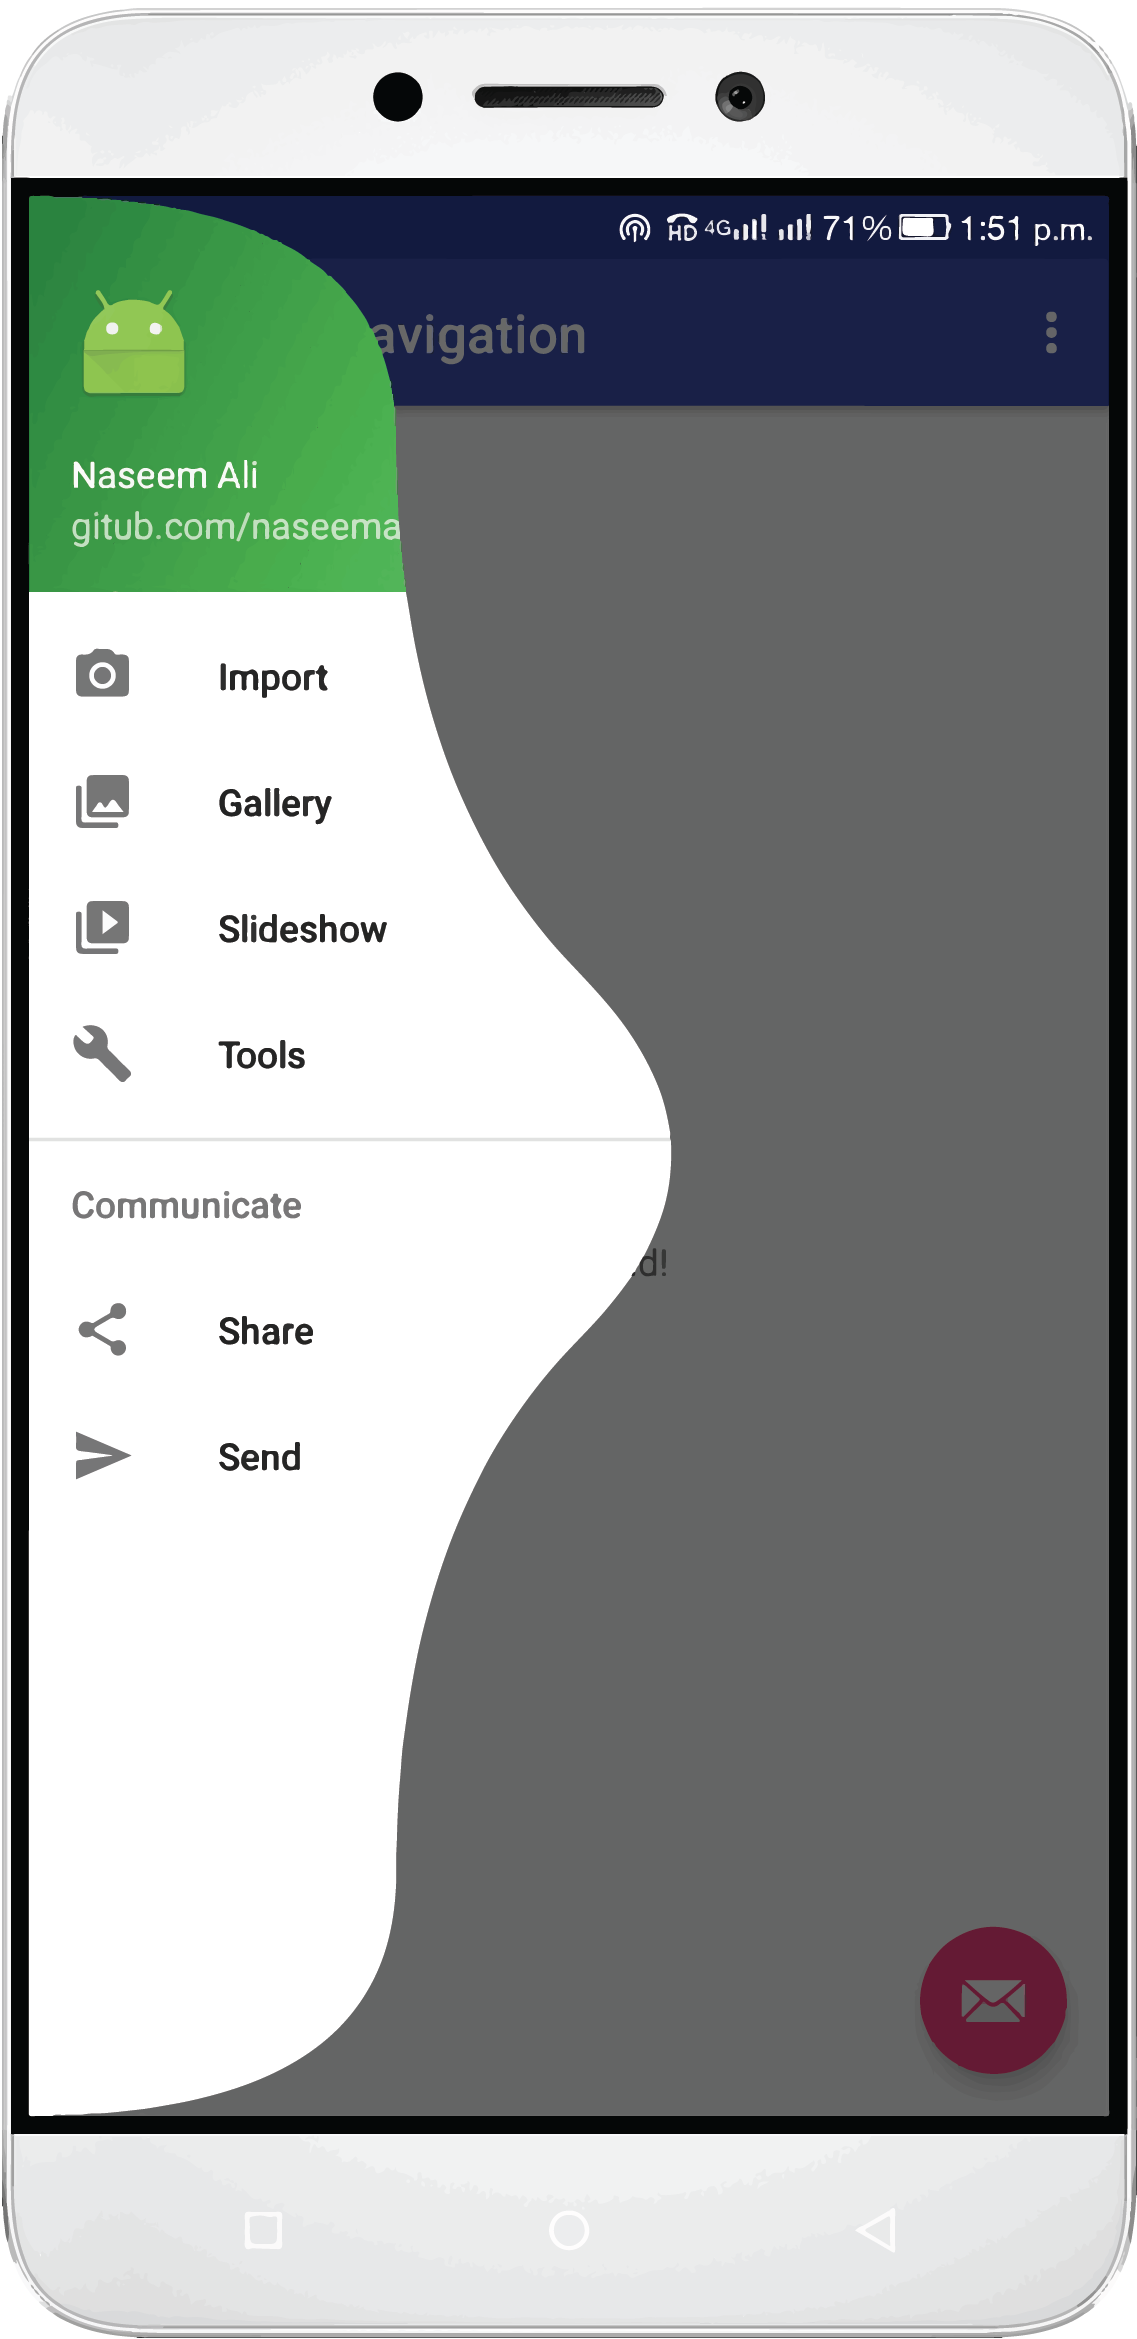 HD 4G 71% 1:51 p.m.
avigation
Naseem Ali
gitub.com/naseema
Import
Gallery
Slideshow
Tools
Communicate
d!
Share
Send